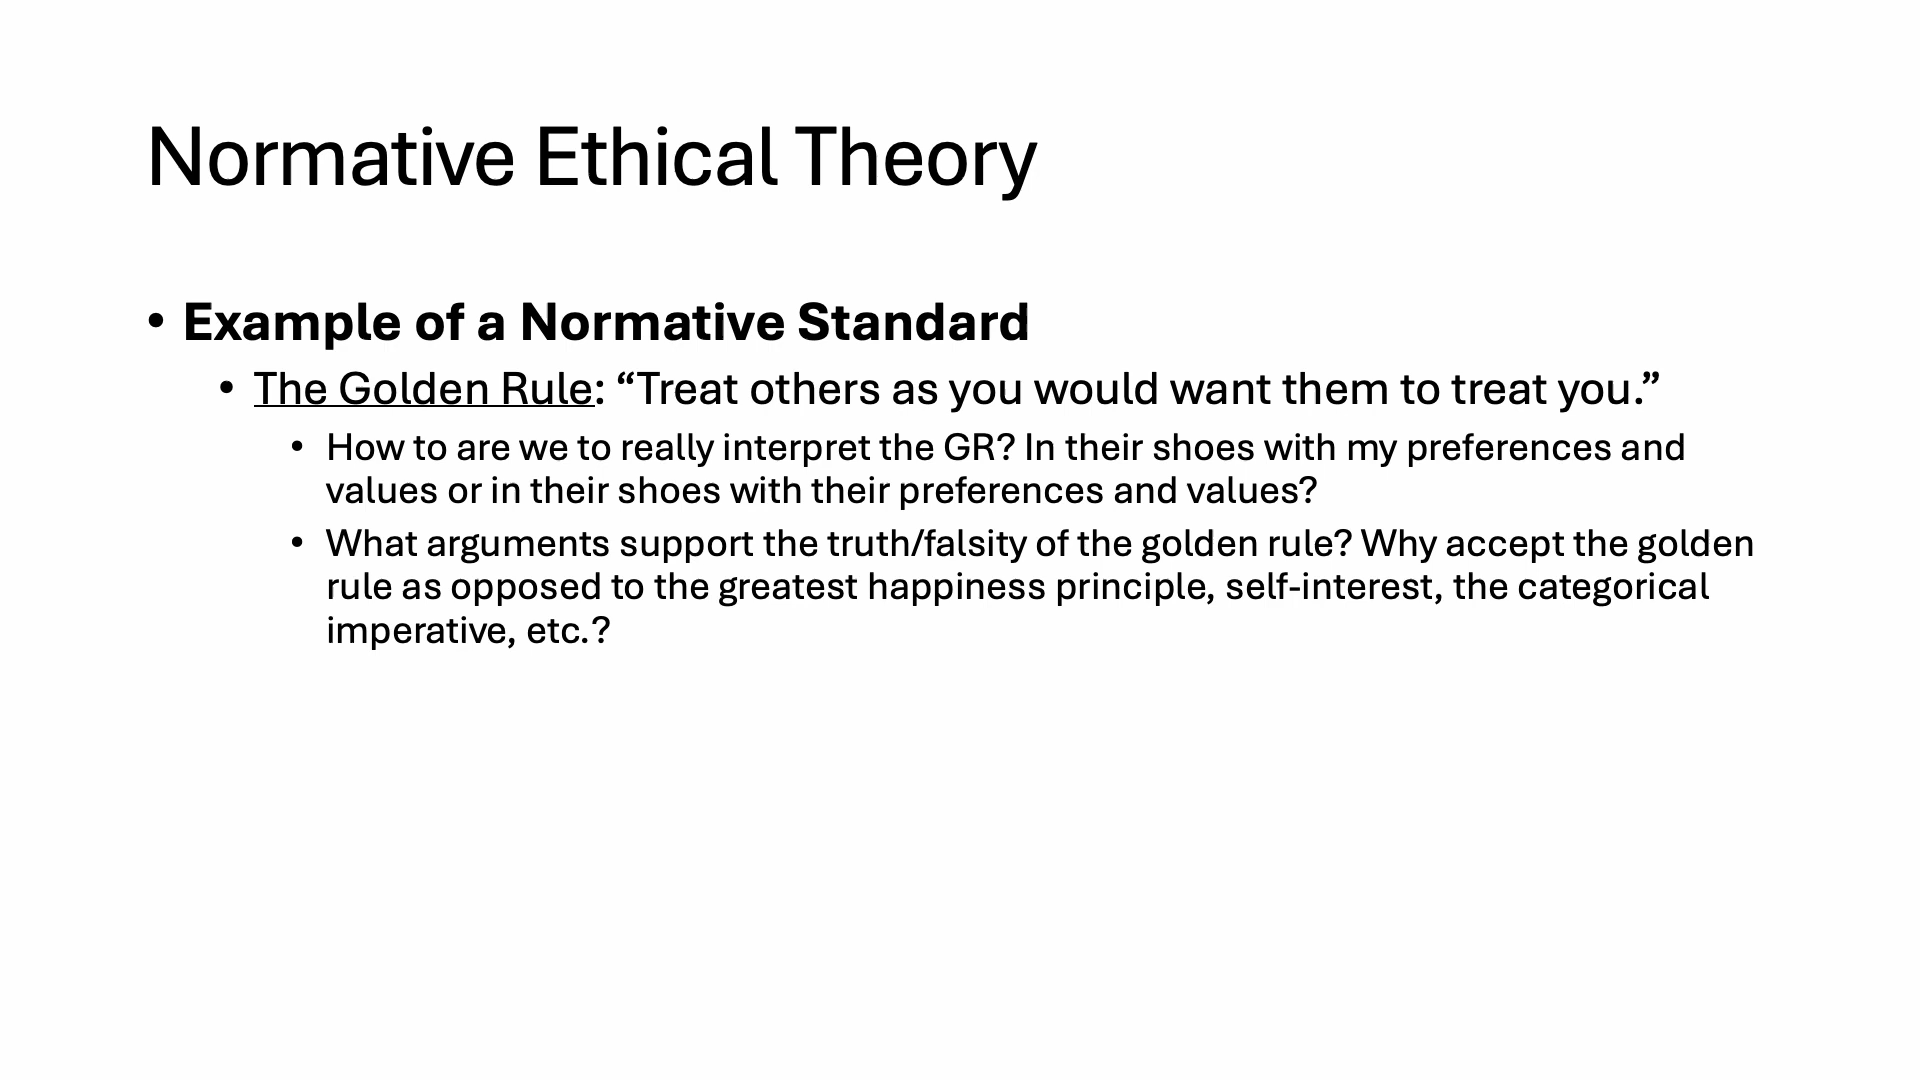 Normative Ethical Theory
• Example of a Normative Standard
• The Golden Rule: “Treat others as you would want them to treat you.”
• How to are we to really interpret the GR? In their shoes with my preferences and
values or in their shoes with their preferences and values?
• What arguments support the truth/falsity of the golden rule? Why accept the golden
rule as opposed to the greatest happiness principle, self-interest, the categorical
imperative, etc.?